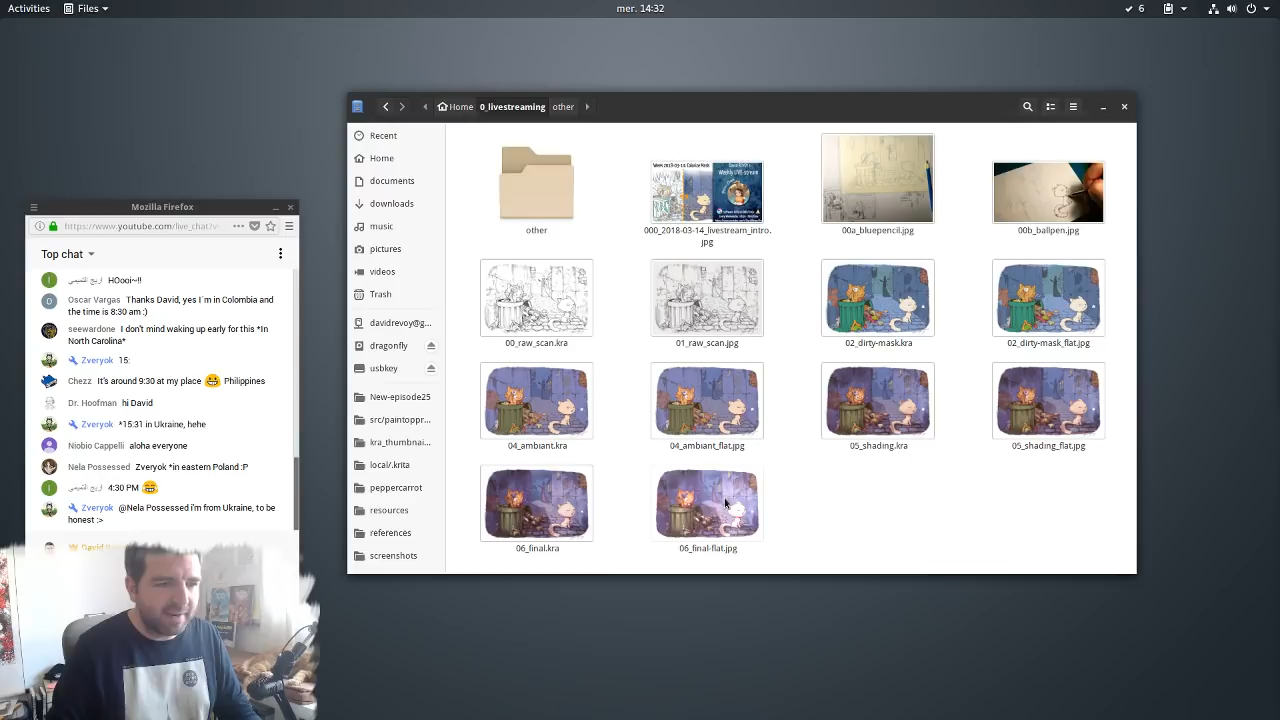 Activities
Files
mer. 14:32
6
Home
0_livestreaming
other
Recent
Home
documents
downloads
music
pictures
videos
Trash
davidrevoy@g...
dragonfly
usbkey
New-episode25
src/paintoppr...
kra_thumbnai...
local/.krita
peppercarrot
resources
references
screenshots
other
000_2018-03-14_livestream_intro.
jpg
00a_bluepencil.jpg
00b_ballpen.jpg
00_raw_scan.kra
01_raw_scan.jpg
02_dirty-mask.kra
02_dirty-mask_flat.jpg
04_ambiant.kra
04_ambiant_flat.jpg
05_shading.kra
05_shading_flat.jpg
06_final.kra
06_final-flat.jpg
Mozilla Firefox
https://www.youtube.com/live_chat?v
Top chat
اريج القميصي HOooi~!!
Oscar Vargas Thanks David, yes I´m in Colombia and
the time is 8:30 am :)
seewardone I don't mind waking up early for this *In
North Carolina*
Zveryok 15:
Chezz It's around 9:30 at my place 😁 Philippines
Dr. Hoofman hi David
Zveryok *15:31 in Ukraine, hehe
Niobio Cappelli aloha everyone
Nela Possessed Zveryok *in eastern Poland :P
اريج القميصي 4:30 PM 😁
Zveryok @Nela Possessed i'm from Ukraine, to be
honest :>